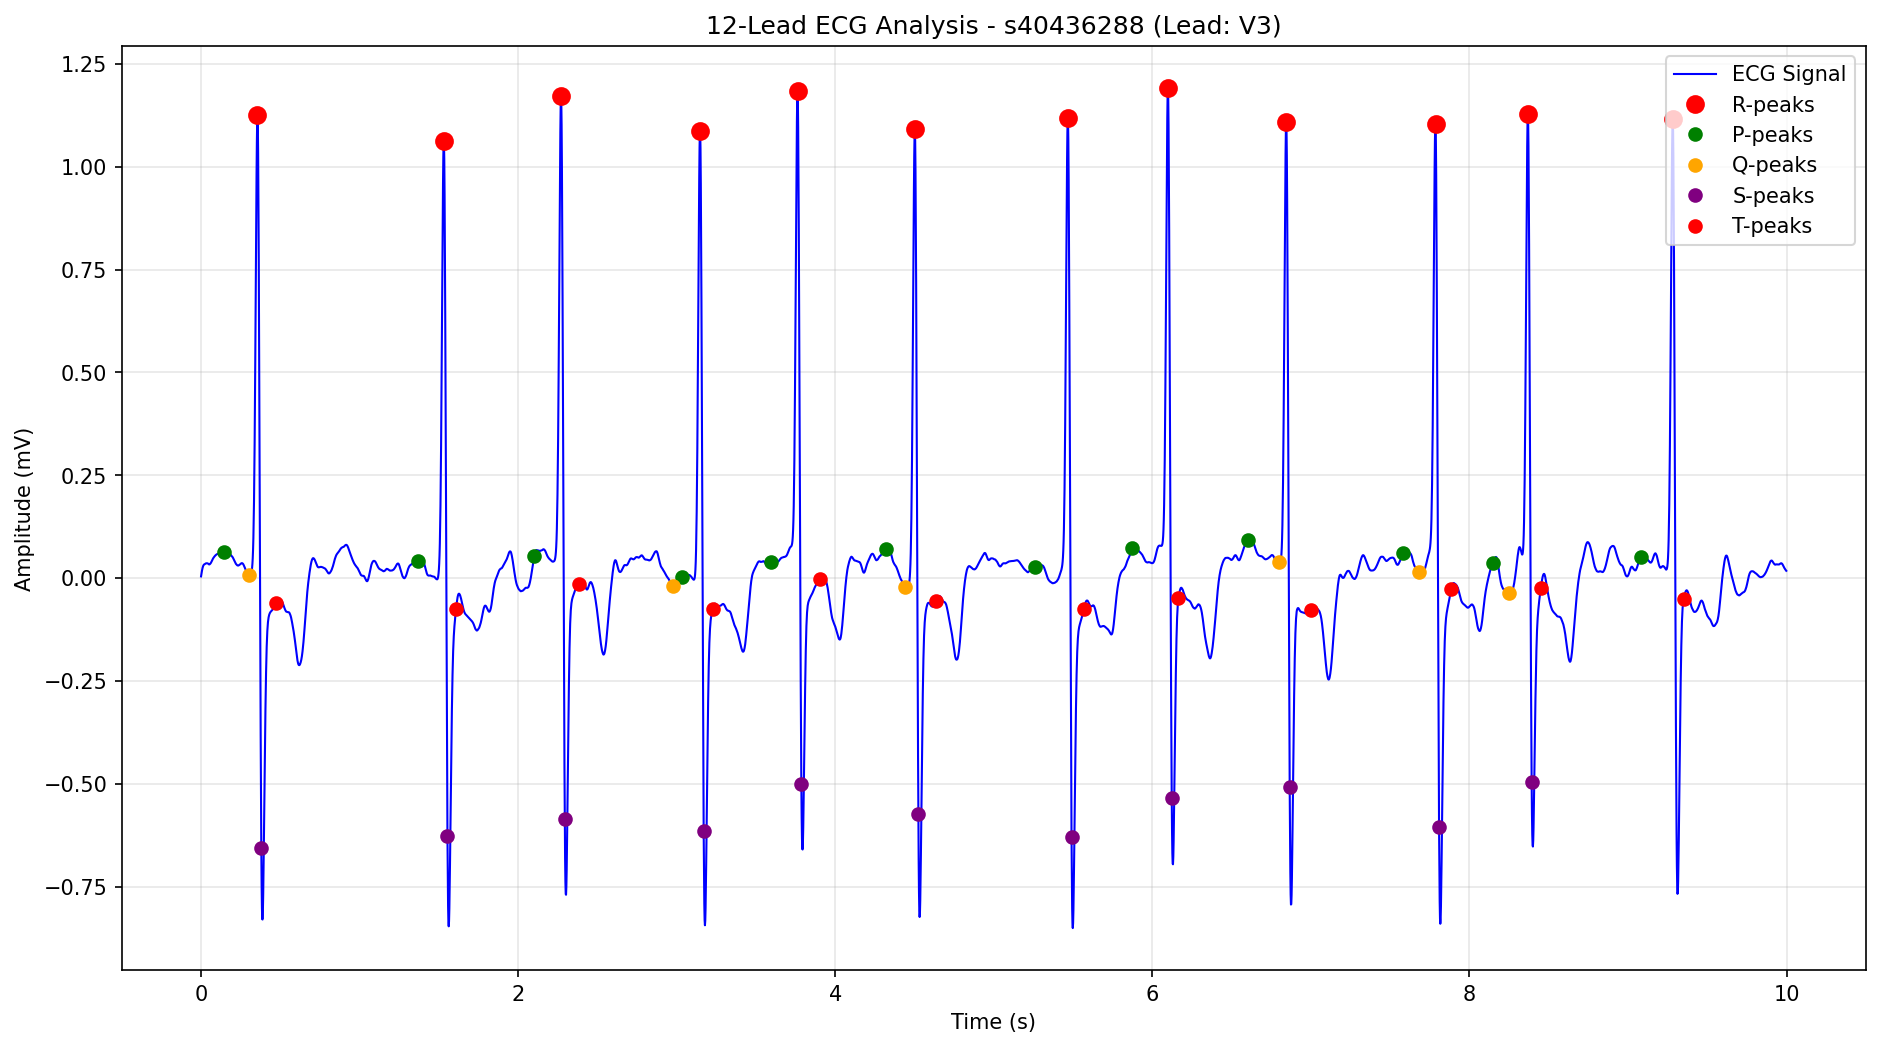 12-Lead ECG Analysis - s40436288 (Lead: V3)
ECG Signal
R-peaks
P-peaks
Q-peaks
S-peaks
T-peaks
Amplitude (mV)
1.25
1.00
0.75
0.50
0.25
0.00
−0.25
−0.50
−0.75
0 2 4 6 8 10
Time (s)